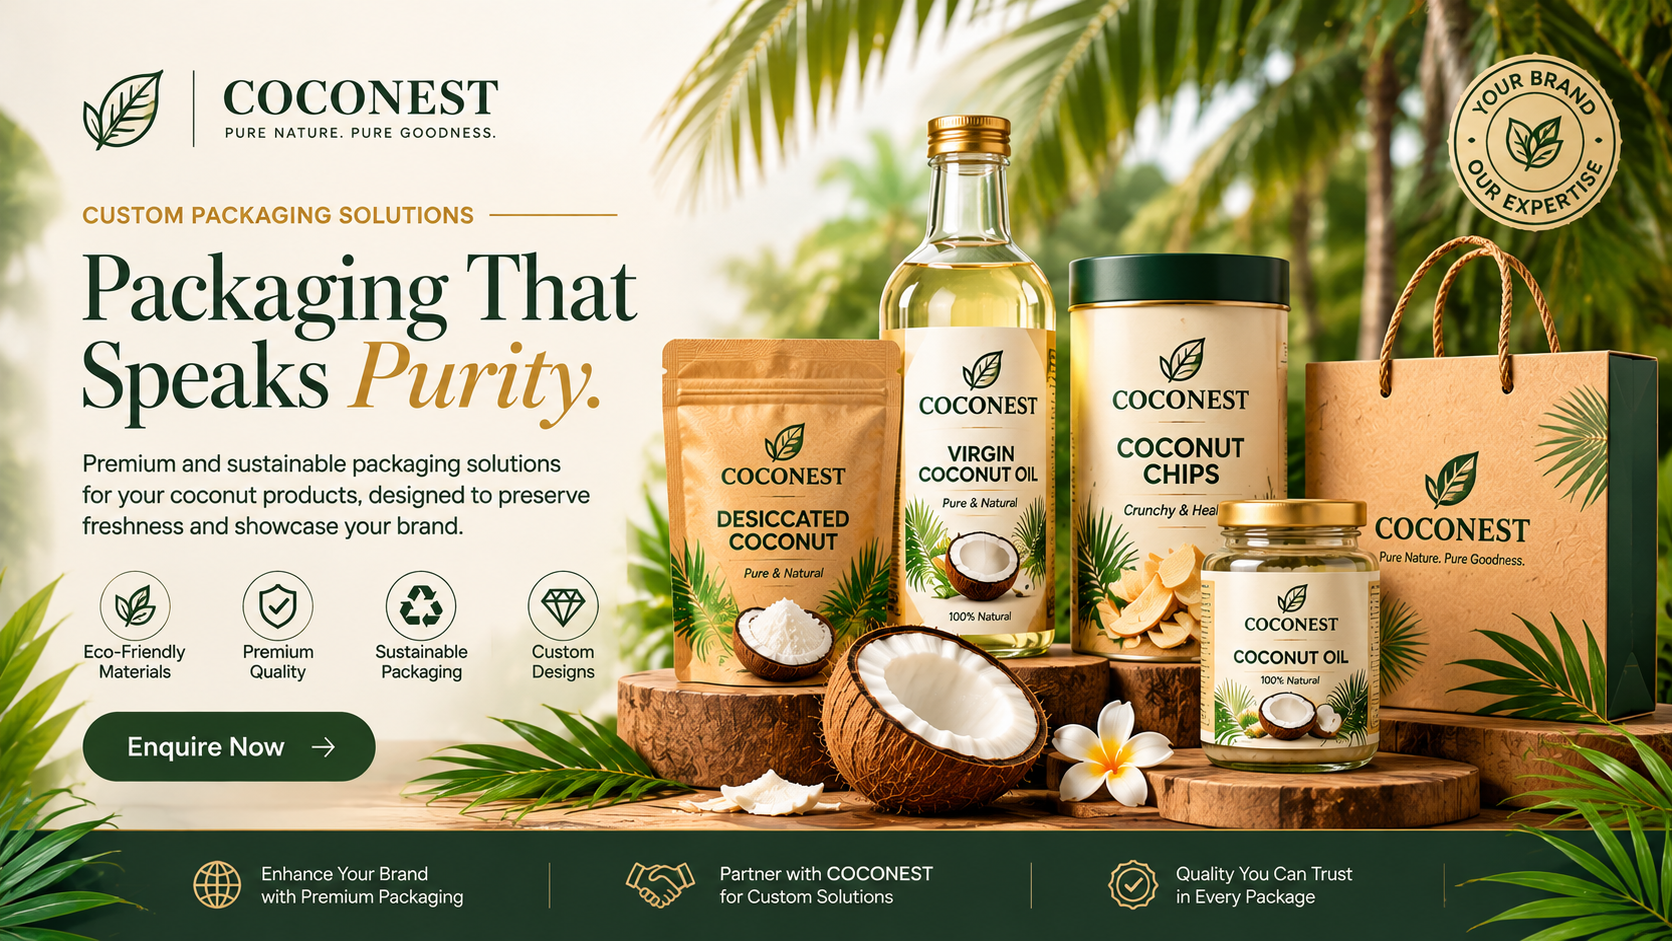 COCONEST
PURE NATURE. PURE GOODNESS.
CUSTOM PACKAGING SOLUTIONS
Packaging That
Speaks Purity.
Premium and sustainable packaging solutions
for your coconut products, designed to preserve
freshness and showcase your brand.
Eco-Friendly
Materials
Premium
Quality
Sustainable
Packaging
Custom
Designs
Enquire Now
YOUR BRAND
OUR EXPERTISE
COCONEST
DESICCATED
COCONUT
Pure & Natural
COCONEST
VIRGIN
COCONUT OIL
Pure & Natural
100% Natural
COCONEST
COCONUT
CHIPS
Crunchy &
COCONEST
COCONUT OIL
100% Natural
COCONEST
Pure Nature. Pure Goodness.
Enhance Your Brand
with Premium Packaging
Partner with COCONEST
for Custom Solutions
Quality You Can Trust
in Every Package